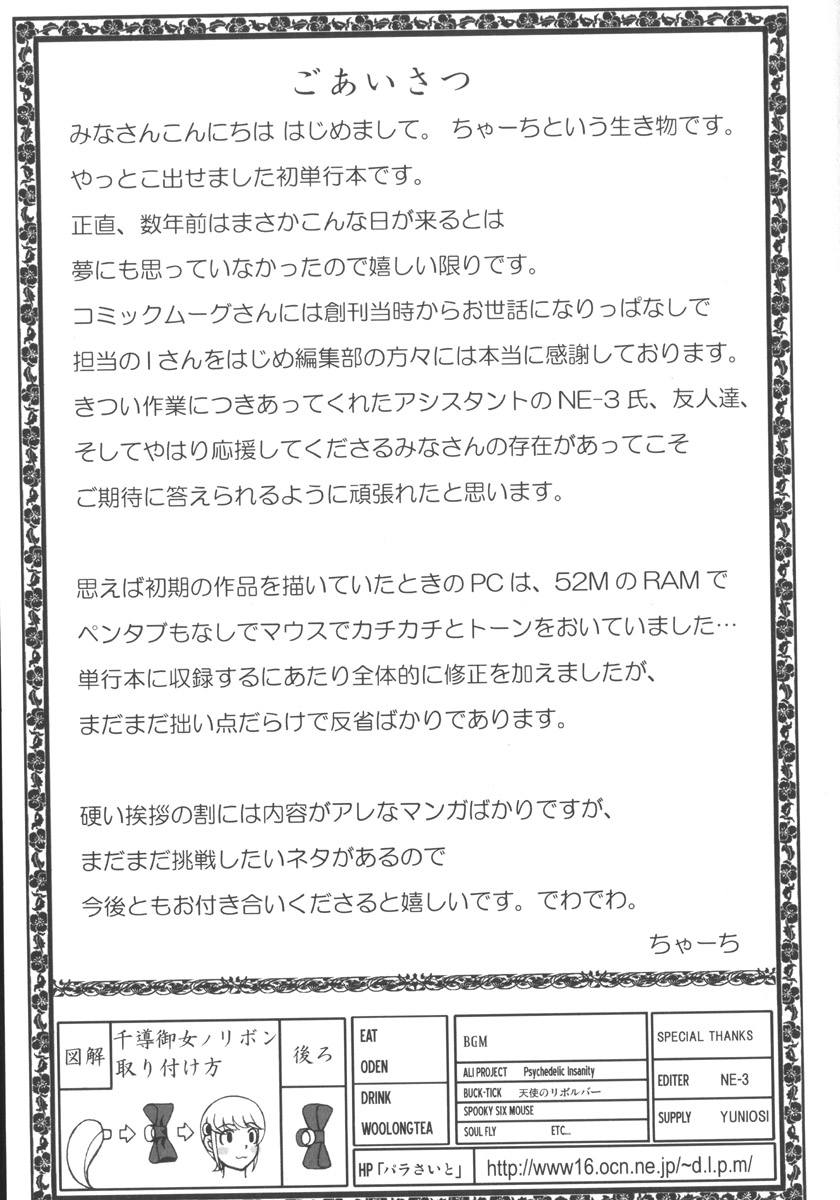 ごあいさつ
みなさんこんにちは はじめまして。 ちゃーちという生き物です。
やっとこ出せました初単行本です。
正直、数年前はまさかこんな日が来るとは
夢にも思っていなかったので嬉しい限りです。
コミックムーグさんには創刊当時からお世話になりっぱなしで
担当のIさんをはじめ編集部の方々には本当に感謝しております。
きつい作業につきあってくれたアシスタントのNE-3氏、友人達、
そしてやはり応援してくださるみなさんの存在があってこそ
ご期待に答えられるように頑張れたと思います。
思えば初期の作品を描いていたときのPCは、52MのRAMで
ペンタブもなしでマウスでカチカチとトーンをおいていました…
単行本に収録するにあたり全体的に修正を加えましたが、
まだまだ拙い点だらけで反省ばかりであります。
硬い挨拶の割には内容がアレなマンガばかりですが、
まだまだ挑戦したいネタがあるので
今後ともお付き合いくださると嬉しいです。でわでわ。
ちゃーち
図解
千導御女ノリボン
取り付け方
後ろ
EAT
ODEN
DRINK
WOOLONGTEA
BGM
ALI PROJECT Psychedelic Insanity
BUCK-TICK 天使のリボルバー
SPOOKY SIX MOUSE
SOUL FLY ETC...
SPECIAL THANKS
EDITER NE-3
SUPPLY YUNIOSI
HP「パラさいと」 http://www16.ocn.ne.jp/~d.l.p.m/